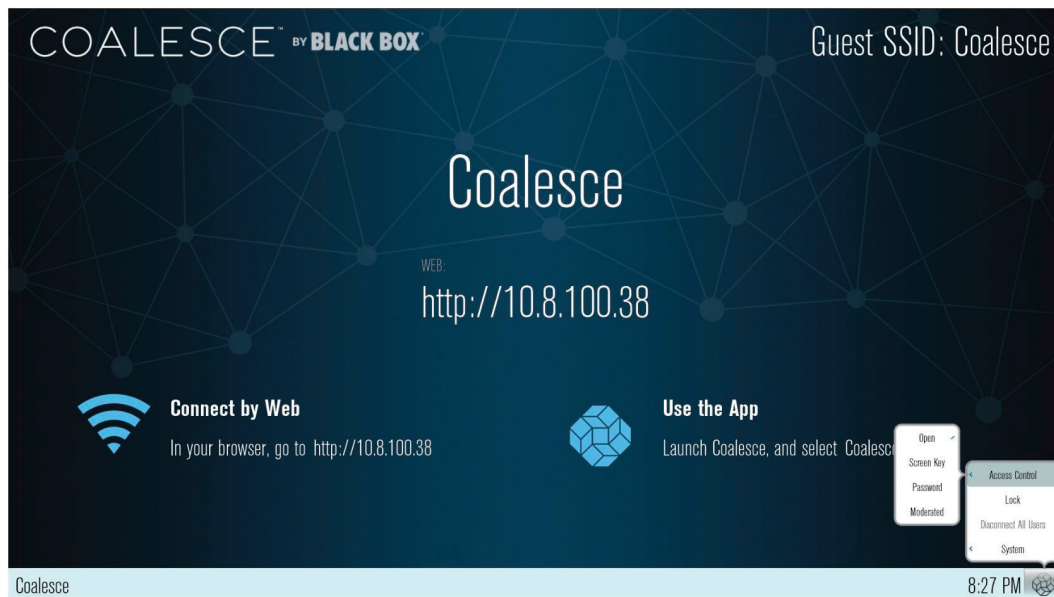 COALESCE™ BY BLACK BOX
Guest SSID: Coalesce
Coalesce
WEB:
http://10.8.100.38
Connect by Web
In your browser, go to http://10.8.100.38
Use the App
Launch Coalesce, and select Coalesc
Open
Screen Key
Password
Moderated
Access Control
Lock
Disconnect All Users
System
Coalesce
8:27 PM